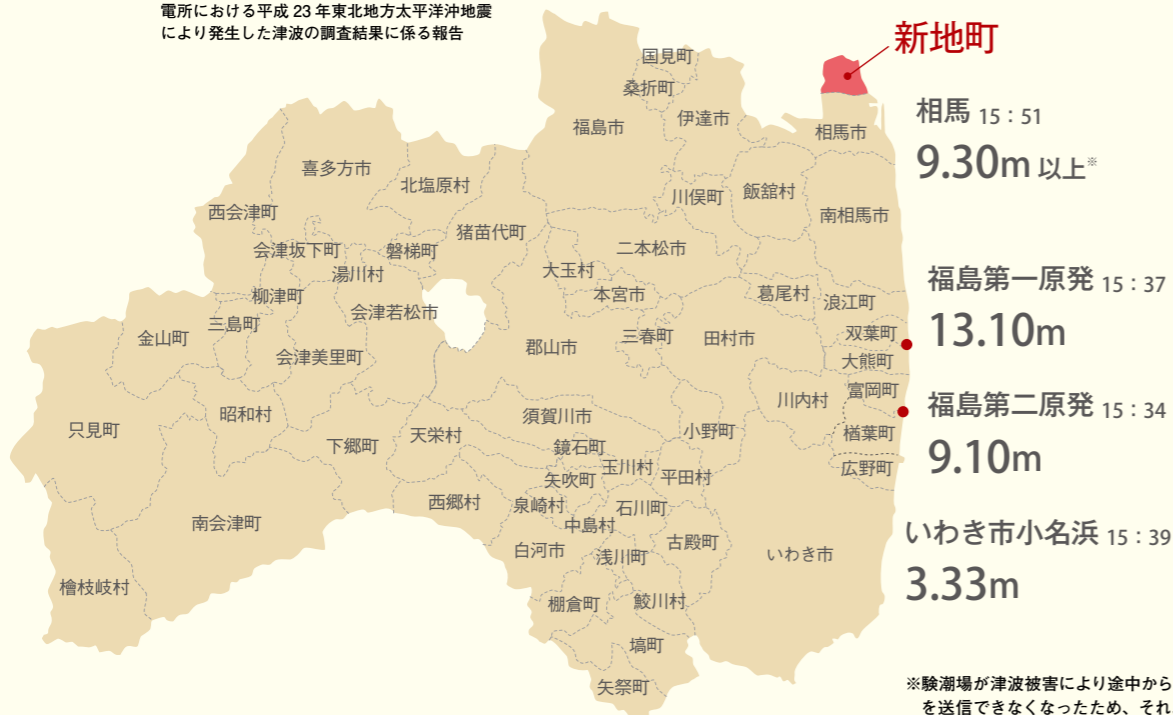 電所における平成 23 年東北地方太平洋沖地震
により発生した津波の調査結果に係る報告
新地町
国見町
桑折町
福島市
伊達市
相馬市
相馬 15：51
9.30m 以上※
喜多方市
北塩原村
川俣町
飯舘村
西会津町
南相馬市
猪苗代町
会津坂下町
磐梯町
二本松市
湯川村
大玉村
柳津町
本宮市
葛尾村
浪江町
福島第一原発 15：37
13.10m
会津若松市
三島町
金山町
三春町
田村市
双葉町
郡山市
会津美里町
大熊町
富岡町
川内村
福島第二原発 15：34
9.10m
昭和村
須賀川市
只見町
小野町
楢葉町
下郷町
天栄村
鏡石町
玉川村
平田村
広野町
矢吹町
西郷村
泉崎村
石川町
南会津町
中島村
いわき市小名浜 15：39
3.33m
白河市
浅川町
古殿町
いわき市
檜枝岐村
棚倉町
鮫川村
塙町
矢祭町
※験潮場が津波被害により途中から
を送信できなくなったため、それ